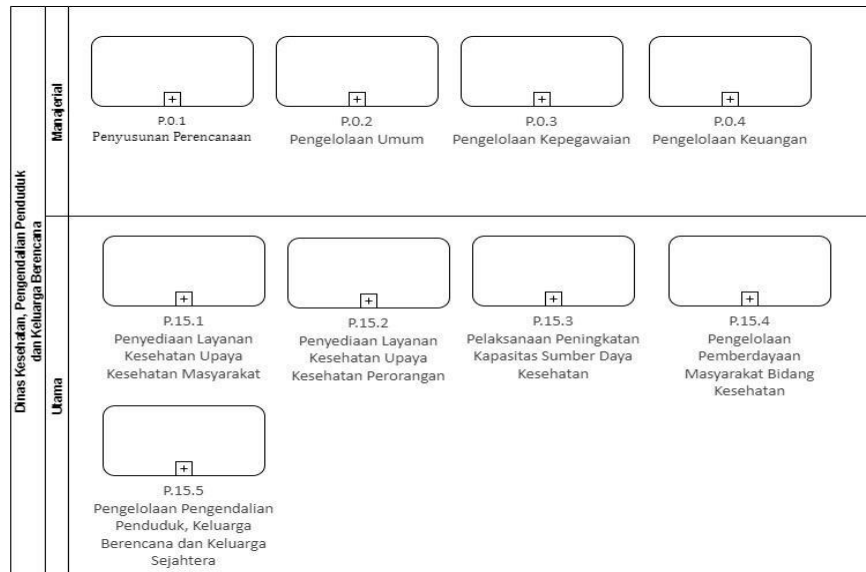 Dinas Kesehatan, Pengendalian Penduduk
dan Keluarga Berencana
Manajerial
P.0.1
Penyusunan Perencanaan
P.0.2
Pengelolaan Umum
P.0.3
Pengelolaan Kepegawaian
P.0.4
Pengelolaan Keuangan
Utama
P.15.1
Penyediaan Layanan
Kesehatan Upaya
Kesehatan Masyarakat
P.15.2
Penyediaan Layanan
Kesehatan Upaya
Kesehatan Perorangan
P.15.3
Pelaksanaan Peningkatan
Kapasitas Sumber Daya
Kesehatan
P.15.4
Pengelolaan
Pemberdayaan
Masyarakat Bidang
Kesehatan
P.15.5
Pengelolaan Pengendalian
Penduduk, Keluarga
Berencana dan Keluarga
Sejahtera